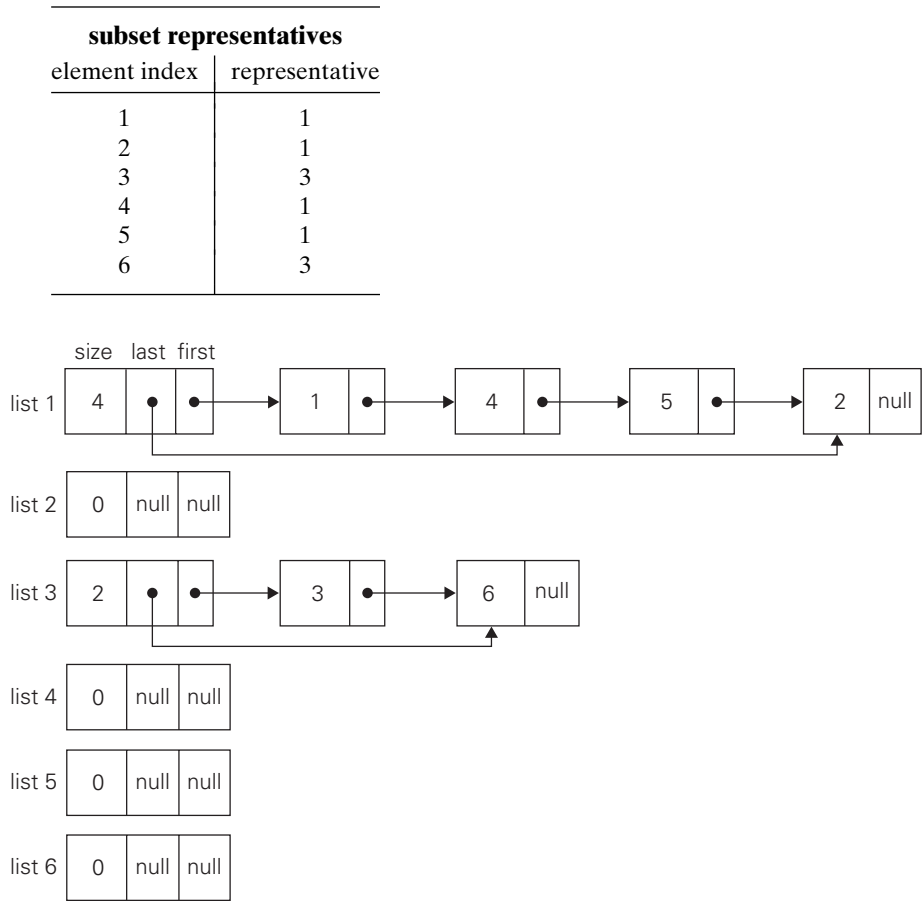 subset representatives
element index representative
1 1
2 1
3 3
4 1
5 1
6 3
size last first
list 1 4 1 4 5 2 null
list 2 0 null null
list 3 2 3 6 null
list 4 0 null null
list 5 0 null null
list 6 0 null null